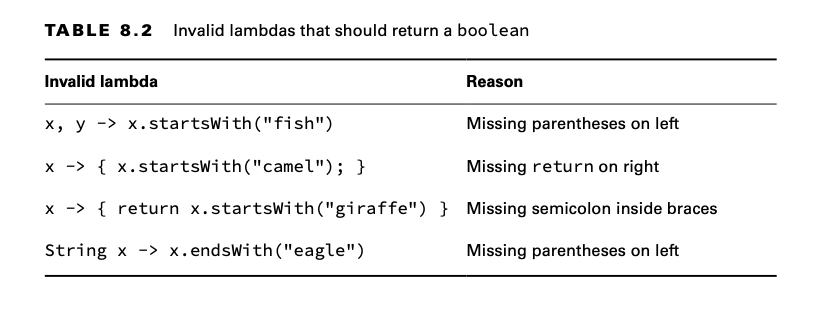 TABLE 8.2 Invalid lambdas that should return a boolean
Invalid lambda Reason
x, y -> x.startsWith("fish") Missing parentheses on left
x -> { x.startsWith("camel"); } Missing return on right
x -> { return x.startsWith("giraffe") } Missing semicolon inside braces
String x -> x.endsWith("eagle") Missing parentheses on left